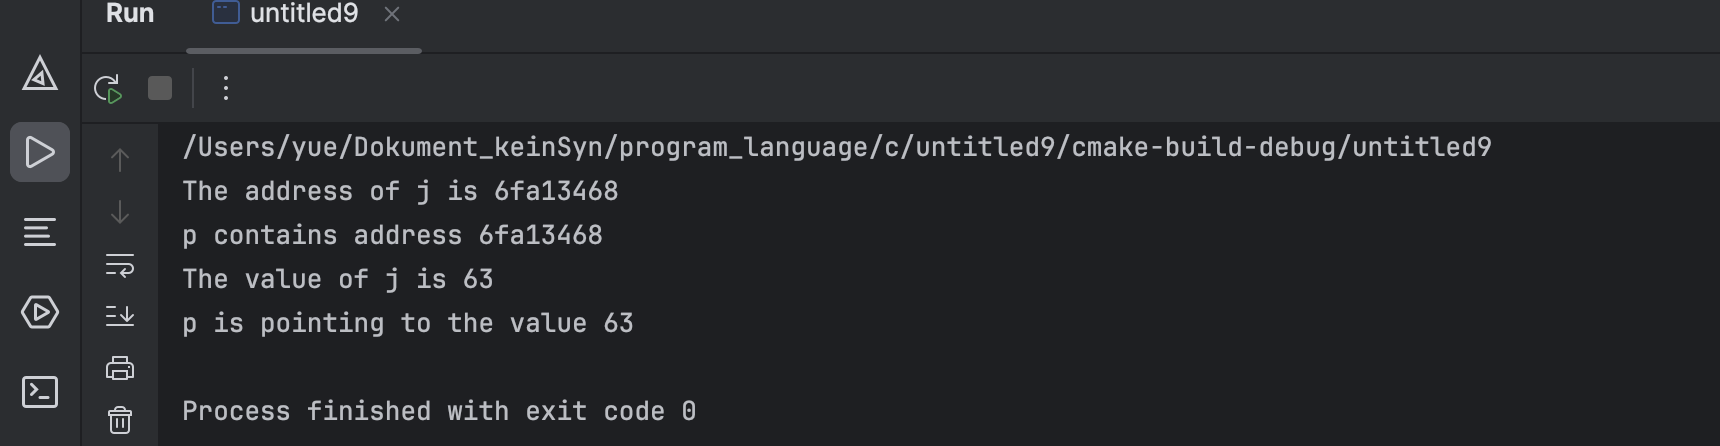 Run untitled9
/Users/yue/Dokument_keinSyn/program_language/c/untitled9/cmake-build-debug/untitled9
The address of j is 6fa13468
p contains address 6fa13468
The value of j is 63
p is pointing to the value 63
Process finished with exit code 0